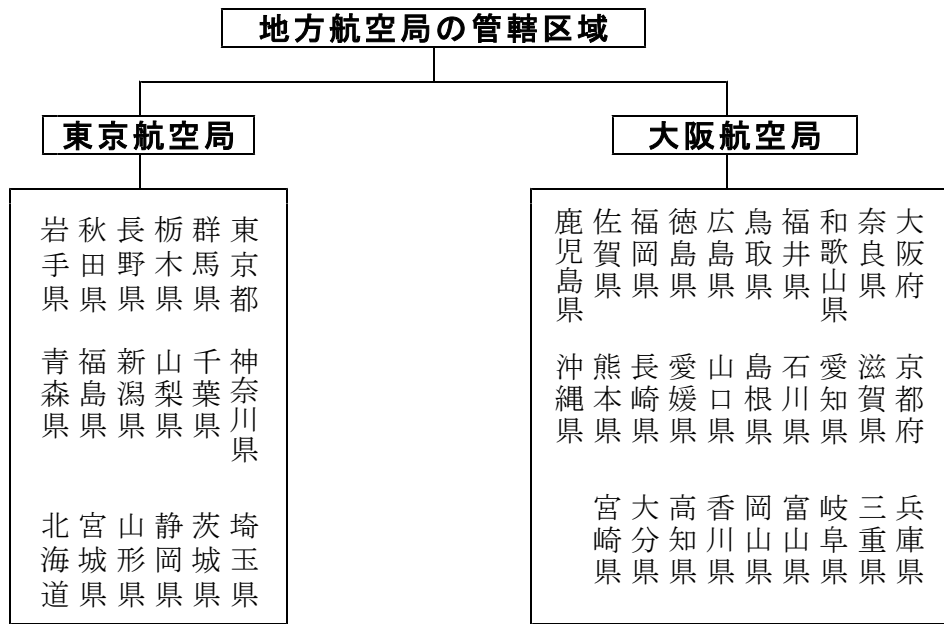 地方航空局の管轄区域
東京航空局
東京都
神奈川県
埼玉県
群馬県
千葉県
茨城県
栃木県
山梨県
静岡県
長野県
新潟県
山形県
秋田県
福島県
宮城県
岩手県
青森県
北海道
大阪航空局
大阪府
京都府
兵庫県
奈良県
滋賀県
三重県
和歌山県
愛知県
岐阜県
福井県
石川県
富山県
鳥取県
島根県
岡山県
広島県
山口県
香川県
徳島県
愛媛県
高知県
福岡県
長崎県
大分県
佐賀県
熊本県
宮崎県
鹿児島県
沖縄県